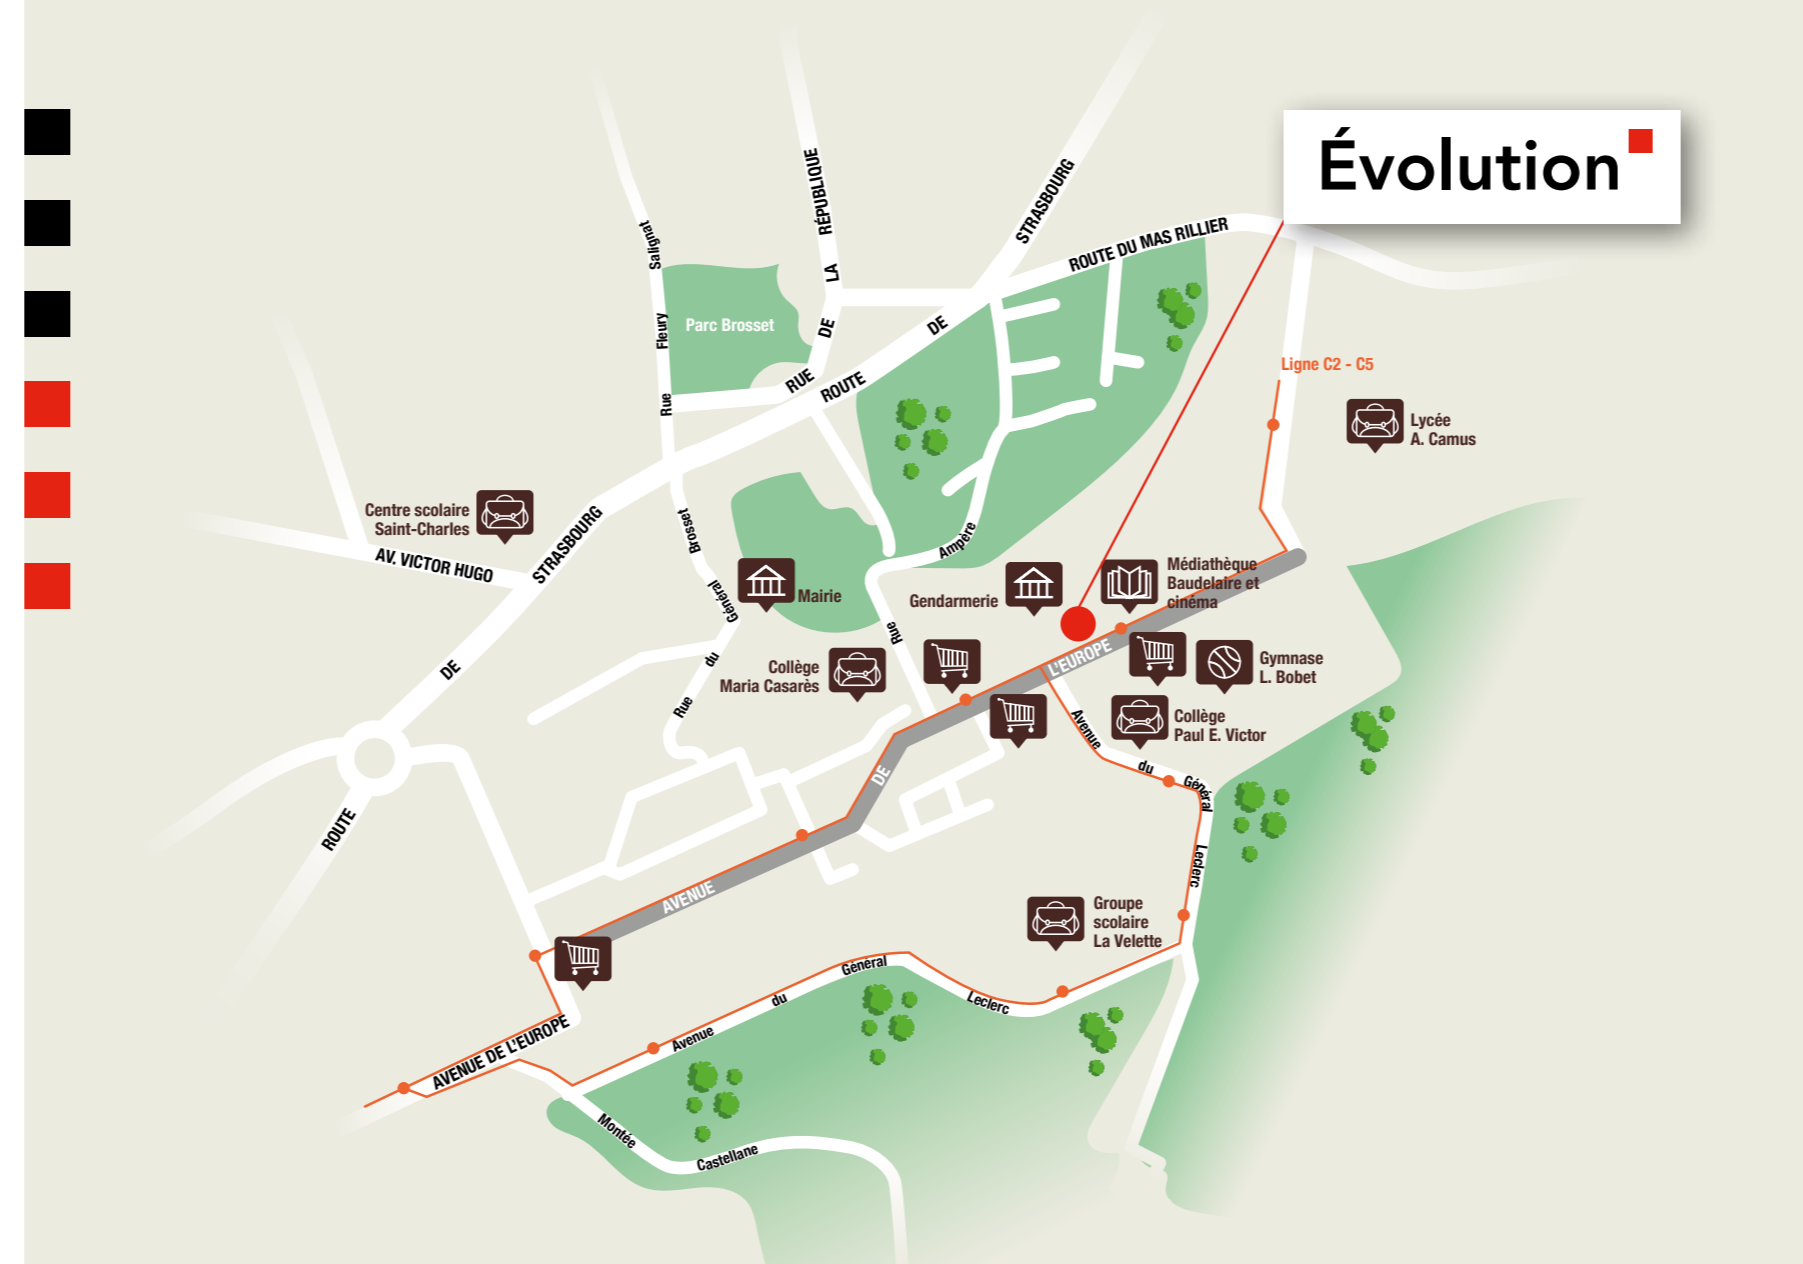 Évolution
RUE DE LA RÉPUBLIQUE
ROUTE DE STRASBOURG
ROUTE DU MAS RILLIER
Rue Fleury Salignat
Parc Brosset
Ligne C2 - C5
Lycée
A. Camus
Centre scolaire
Saint-Charles
AV. VICTOR HUGO
ROUTE DE STRASBOURG
Rue du Général Brosset
Rue Ampère
Mairie
Gendarmerie
Médiathèque
Baudelaire et
cinéma
Collège
Maria Casarès
Gymnase
L. Bobet
Collège
Paul E. Victor
AVENUE DE L'EUROPE
Avenue du Général Leclerc
Groupe
scolaire
La Velette
Avenue du Général Leclerc
AVENUE DE L'EUROPE
Montée Castellane